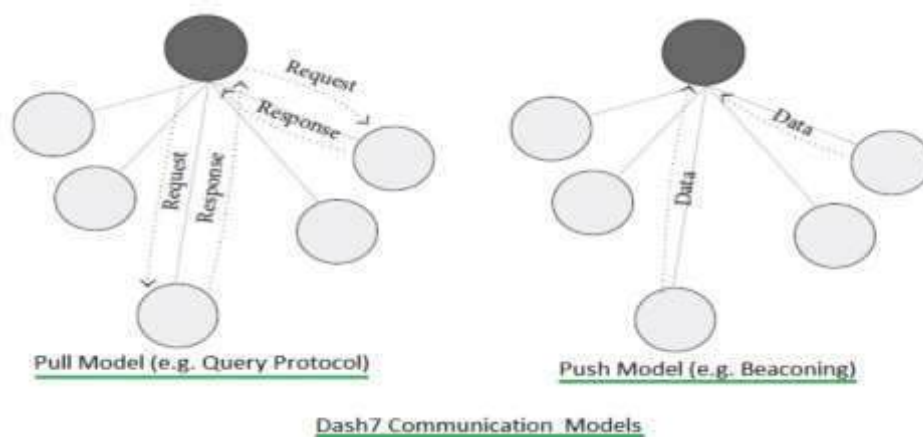 Request
Response
Request
Response
Pull Model (e.g. Query Protocol)
Data
Data
Push Model (e.g. Beaconing)
Dash7 Communication Models